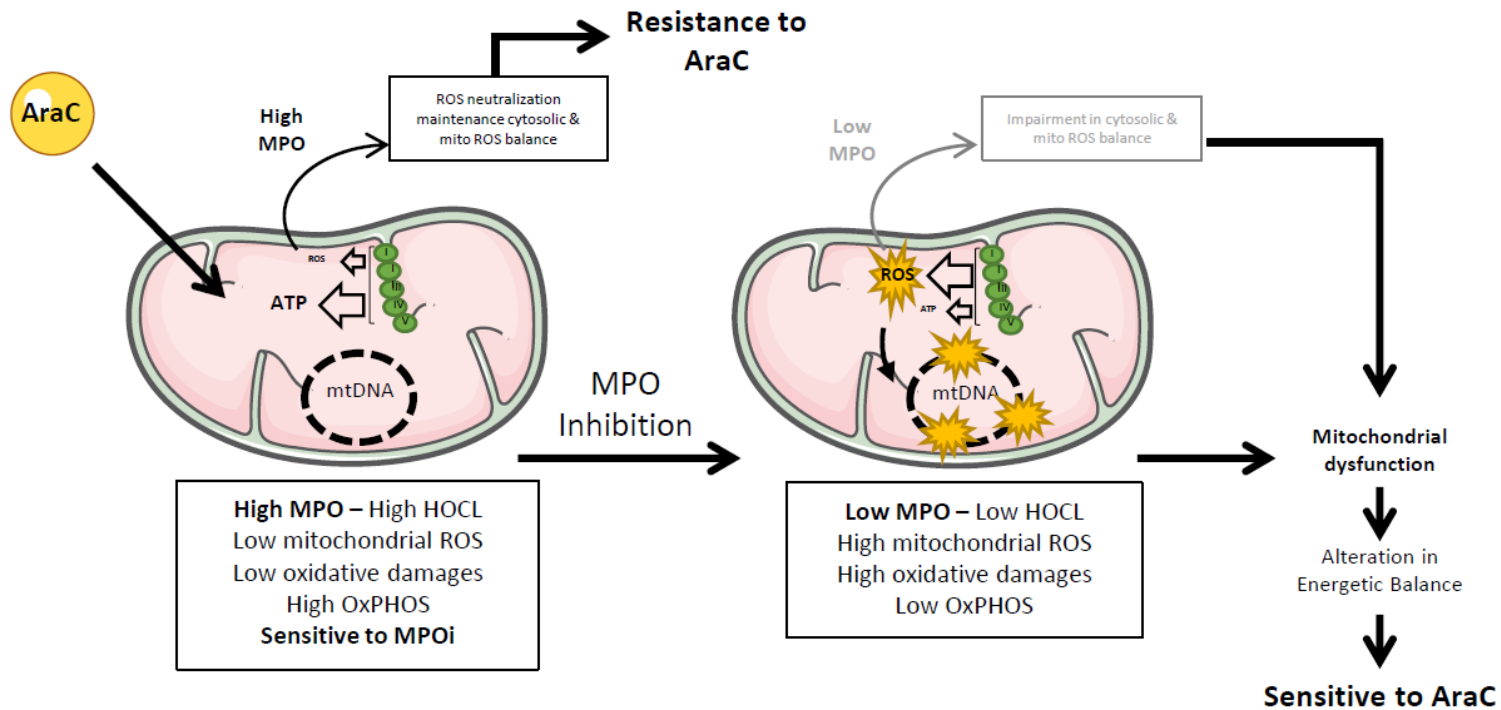 Resistance to
AraC
AraC
High
MPO
ROS neutralization
maintenance cytosolic &
mito ROS balance
ROS
ATP
I
I
III
IV
V
mtDNA
High MPO – High HOCL
Low mitochondrial ROS
Low oxidative damages
High OxPHOS
Sensitive to MPOi
MPO
Inhibition
Low
MPO
Impairment in cytosolic &
mito ROS balance
ROS
ATP
I
I
III
IV
V
mtDNA
Low MPO – Low HOCL
High mitochondrial ROS
High oxidative damages
Low OxPHOS
Mitochondrial
dysfunction
Alteration in
Energetic Balance
Sensitive to AraC